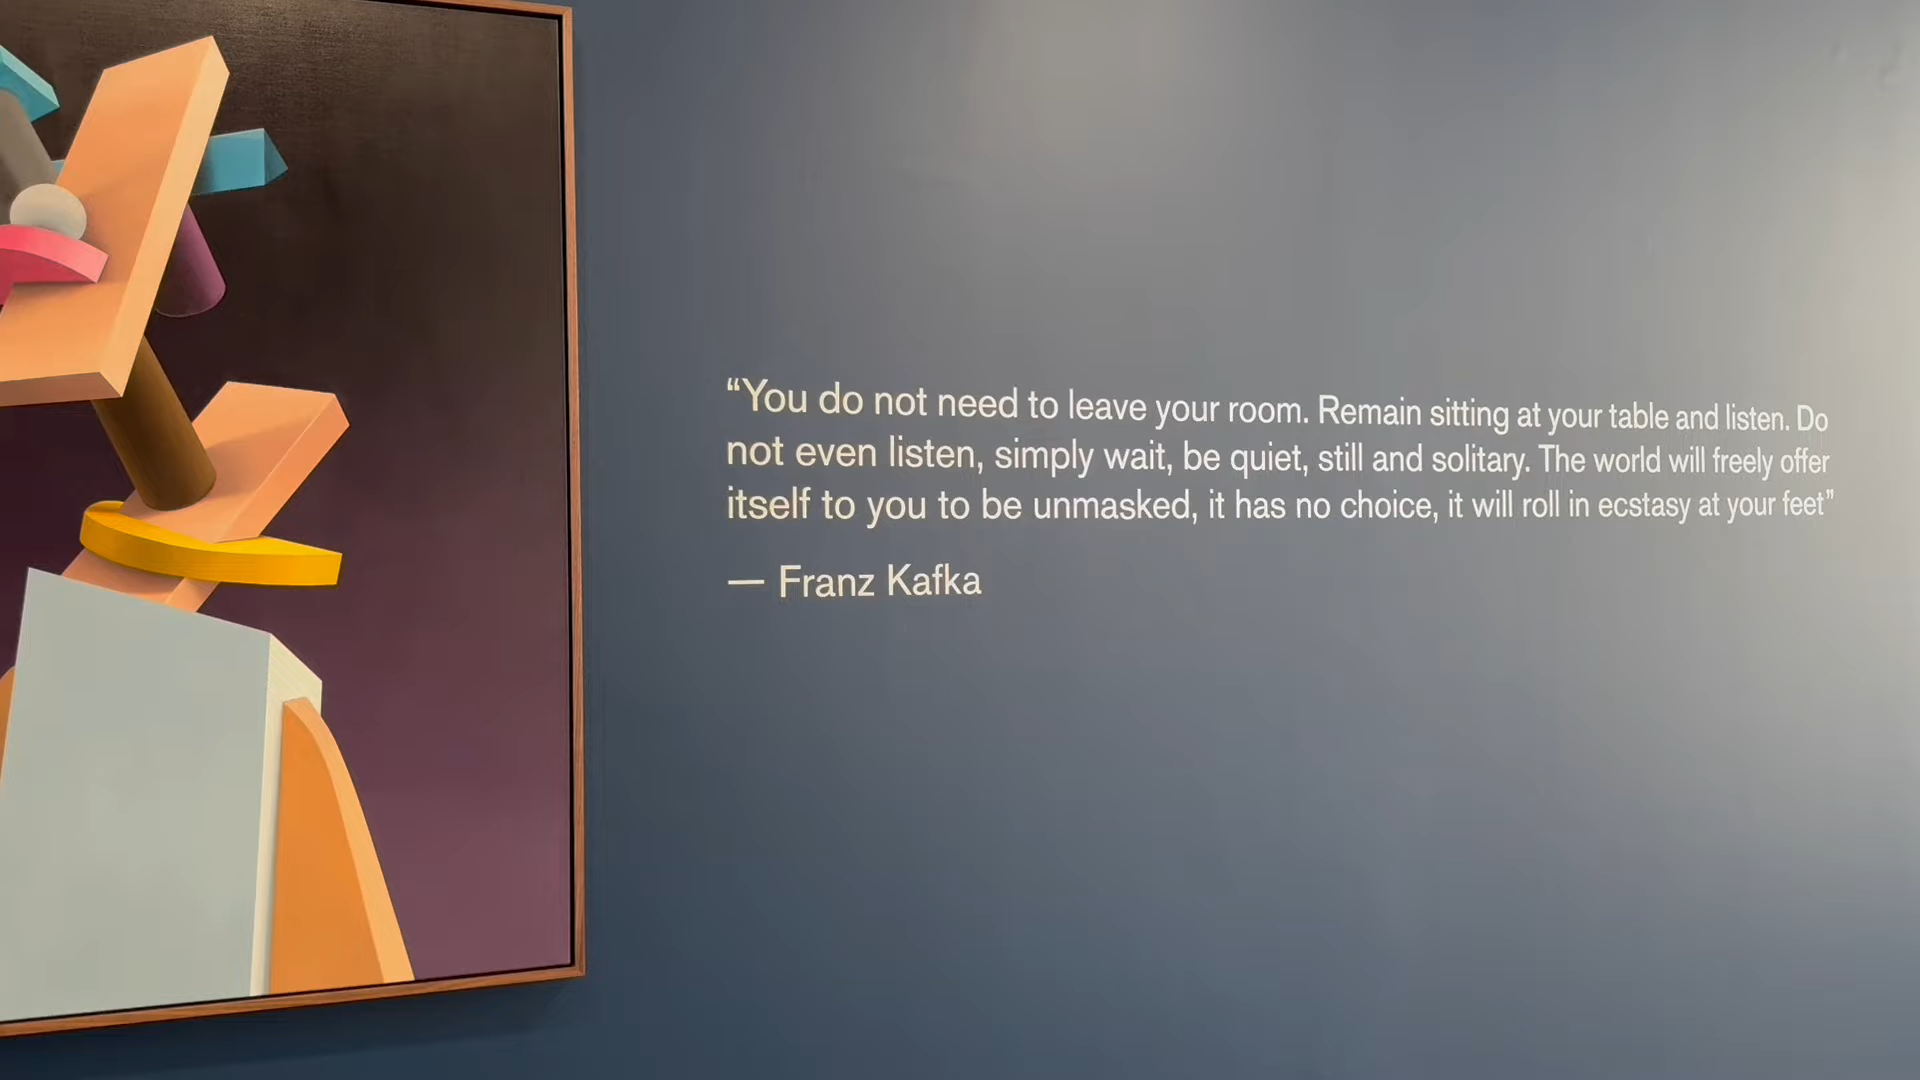 “You do not need to leave your room. Remain sitting at your table and listen. Do
not even listen, simply wait, be quiet, still and solitary. The world will freely offer
itself to you to be unmasked, it has no choice, it will roll in ecstasy at your feet”
— Franz Kafka